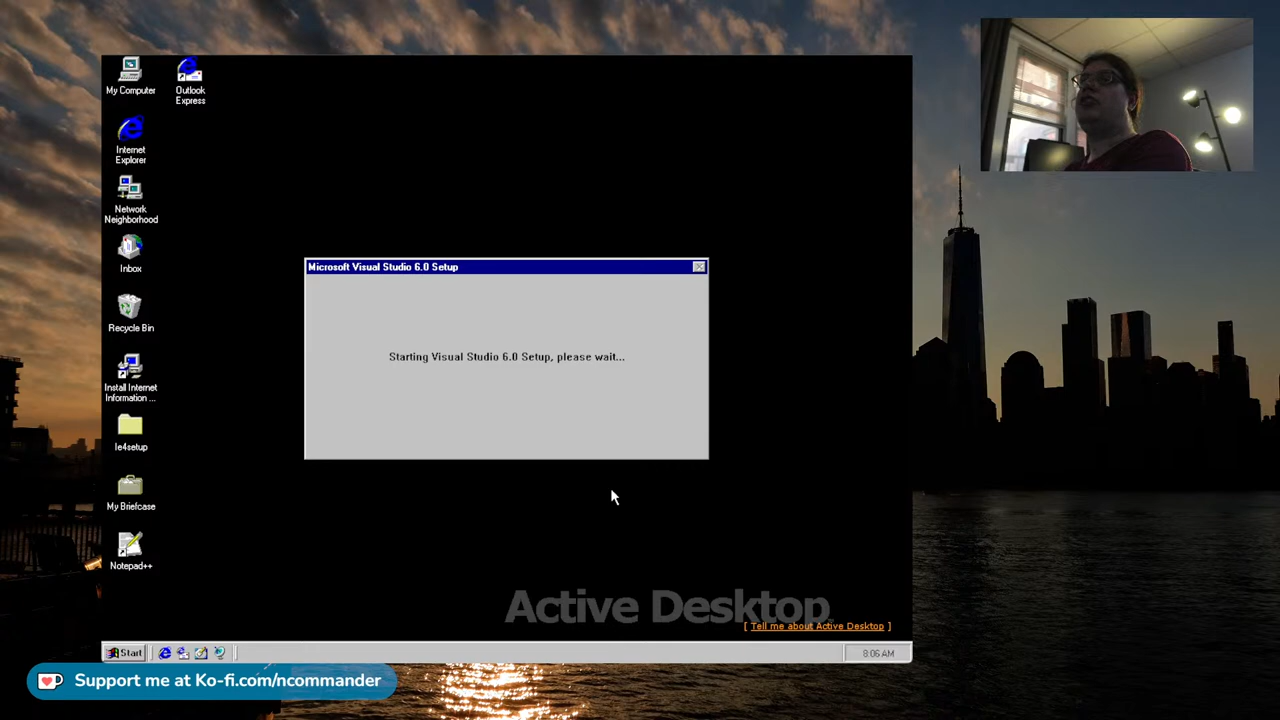 My Computer
Outlook
Express
Internet
Explorer
Network
Neighborhood
Inbox
Recycle Bin
Install Internet
Information ...
Ie4setup
My Briefcase
Notepad++
Microsoft Visual Studio 6.0 Setup
Starting Visual Studio 6.0 Setup, please wait...
Active Desktop
[ Tell me about Active Desktop ]
Start
8:06 AM
Support me at Ko-fi.com/ncommander